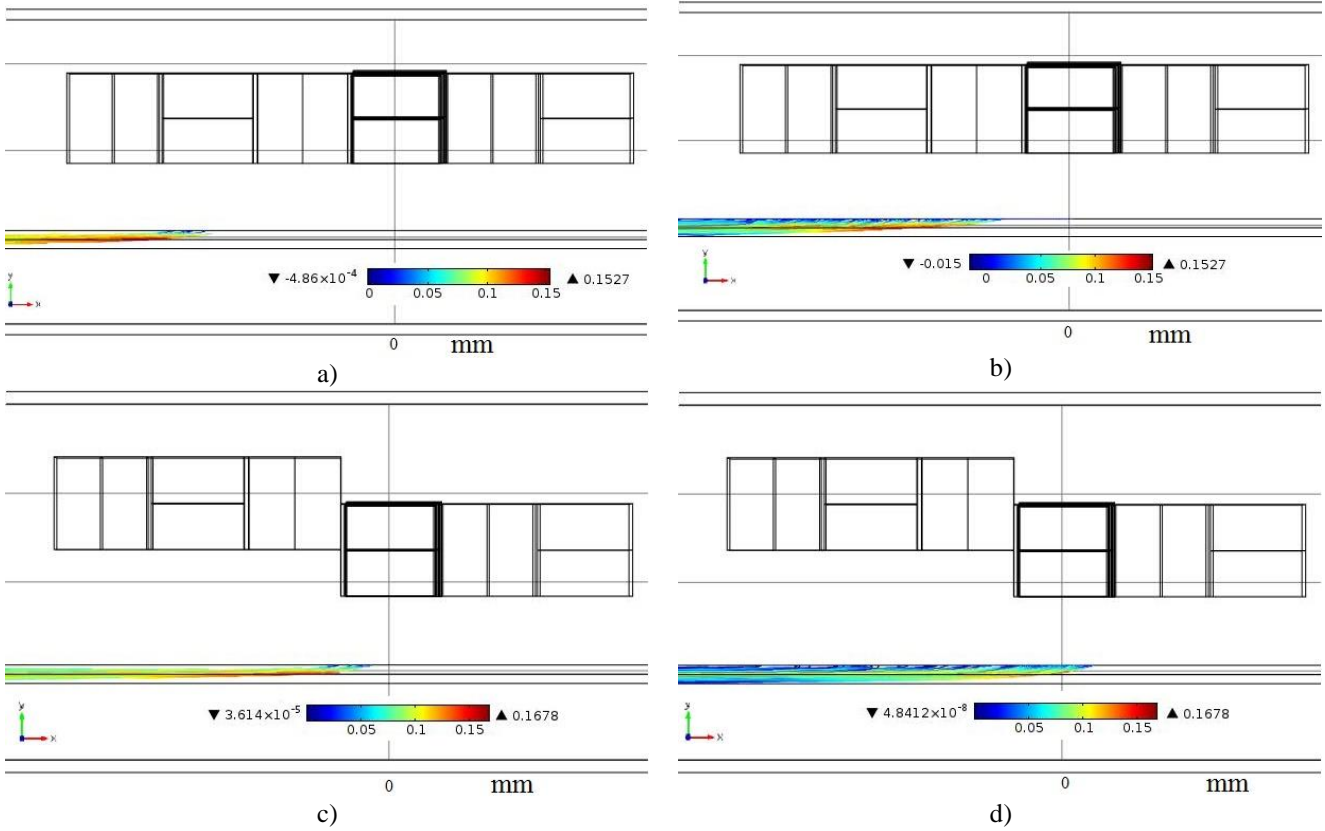 ▼ -4.86×10⁻⁴ ▲ 0.1527
0 0.05 0.1 0.15
y
x
0 mm
a)
▼ -0.015 ▲ 0.1527
0 0.05 0.1 0.15
y
x
0 mm
b)
▼ 3.614×10⁻⁵ ▲ 0.1678
0.05 0.1 0.15
y
x
0 mm
c)
▼ 4.8412×10⁻⁸ ▲ 0.1678
0.05 0.1 0.15
y
x
0 mm
d)